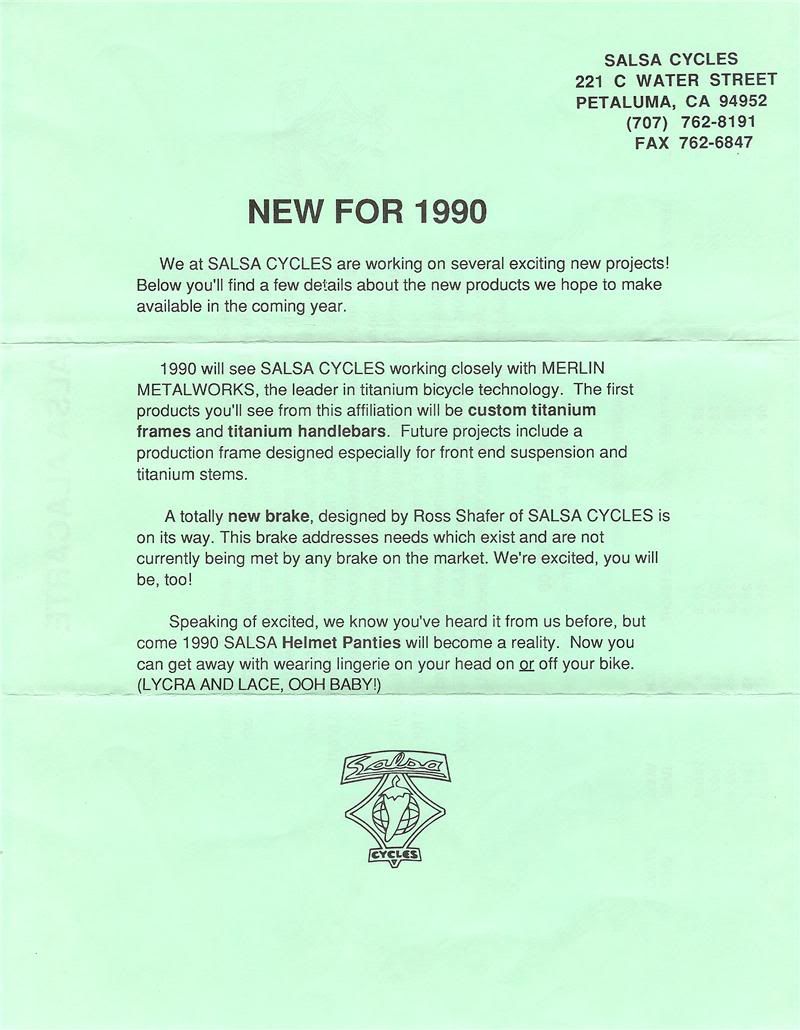 SALSA CYCLES
221 C WATER STREET
PETALUMA, CA 94952
(707) 762-8191
FAX 762-6847
NEW FOR 1990
We at SALSA CYCLES are working on several exciting new projects!
Below you'll find a few details about the new products we hope to make
available in the coming year.
1990 will see SALSA CYCLES working closely with MERLIN
METALWORKS, the leader in titanium bicycle technology. The first
products you'll see from this affiliation will be custom titanium
frames and titanium handlebars. Future projects include a
production frame designed especially for front end suspension and
titanium stems.
A totally new brake, designed by Ross Shafer of SALSA CYCLES is
on its way. This brake addresses needs which exist and are not
currently being met by any brake on the market. We're excited, you will
be, too!
Speaking of excited, we know you've heard it from us before, but
come 1990 SALSA Helmet Panties will become a reality. Now you
can get away with wearing lingerie on your head on or off your bike.
(LYCRA AND LACE, OOH BABY!)
Salsa
CYCLES
SALSA ALACARTE